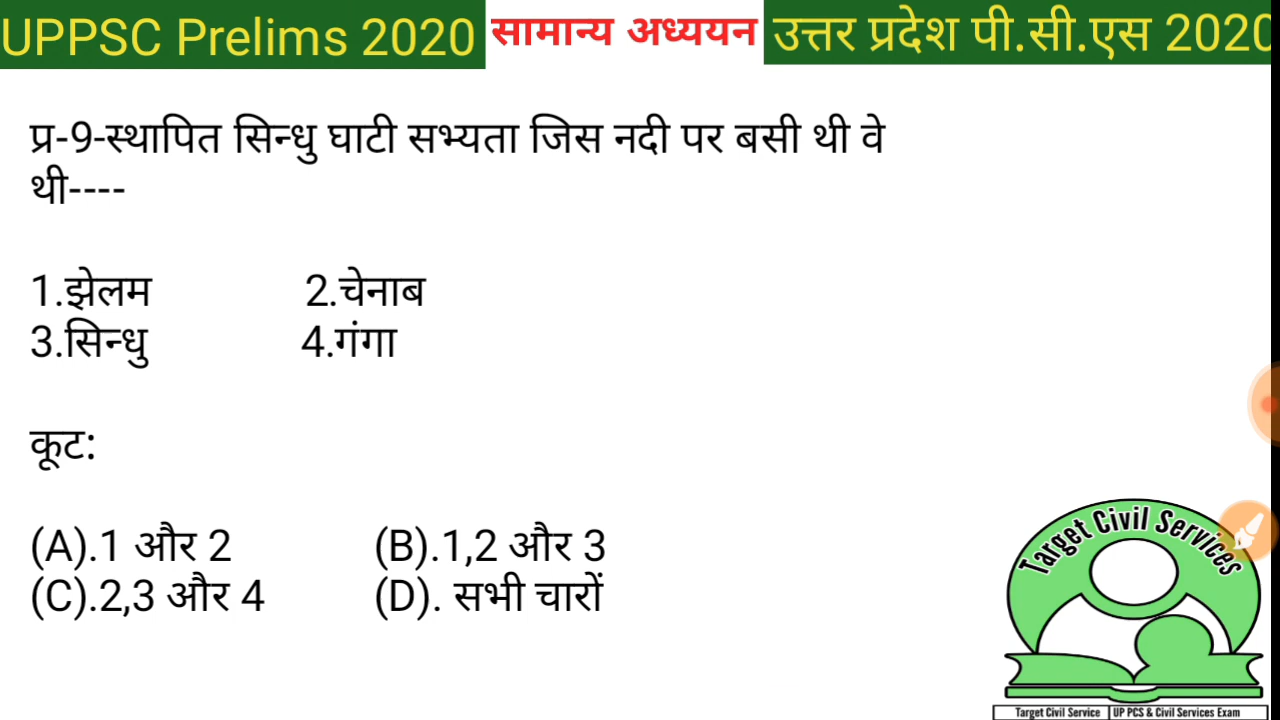 UPPSC Prelims 2020 सामान्य अध्ययन उत्तर प्रदेश पी.सी.एस 2020
प्र-9-स्थापित सिन्धु घाटी सभ्यता जिस नदी पर बसी थी वे
थी----
1.झेलम 2.चेनाब
3.सिन्धु 4.गंगा
कूट:
(A).1 और 2 (B).1,2 और 3
(C).2,3 और 4 (D). सभी चारों
Target Civil Services
Target Civil Service UP PCS & Civil Services Exam